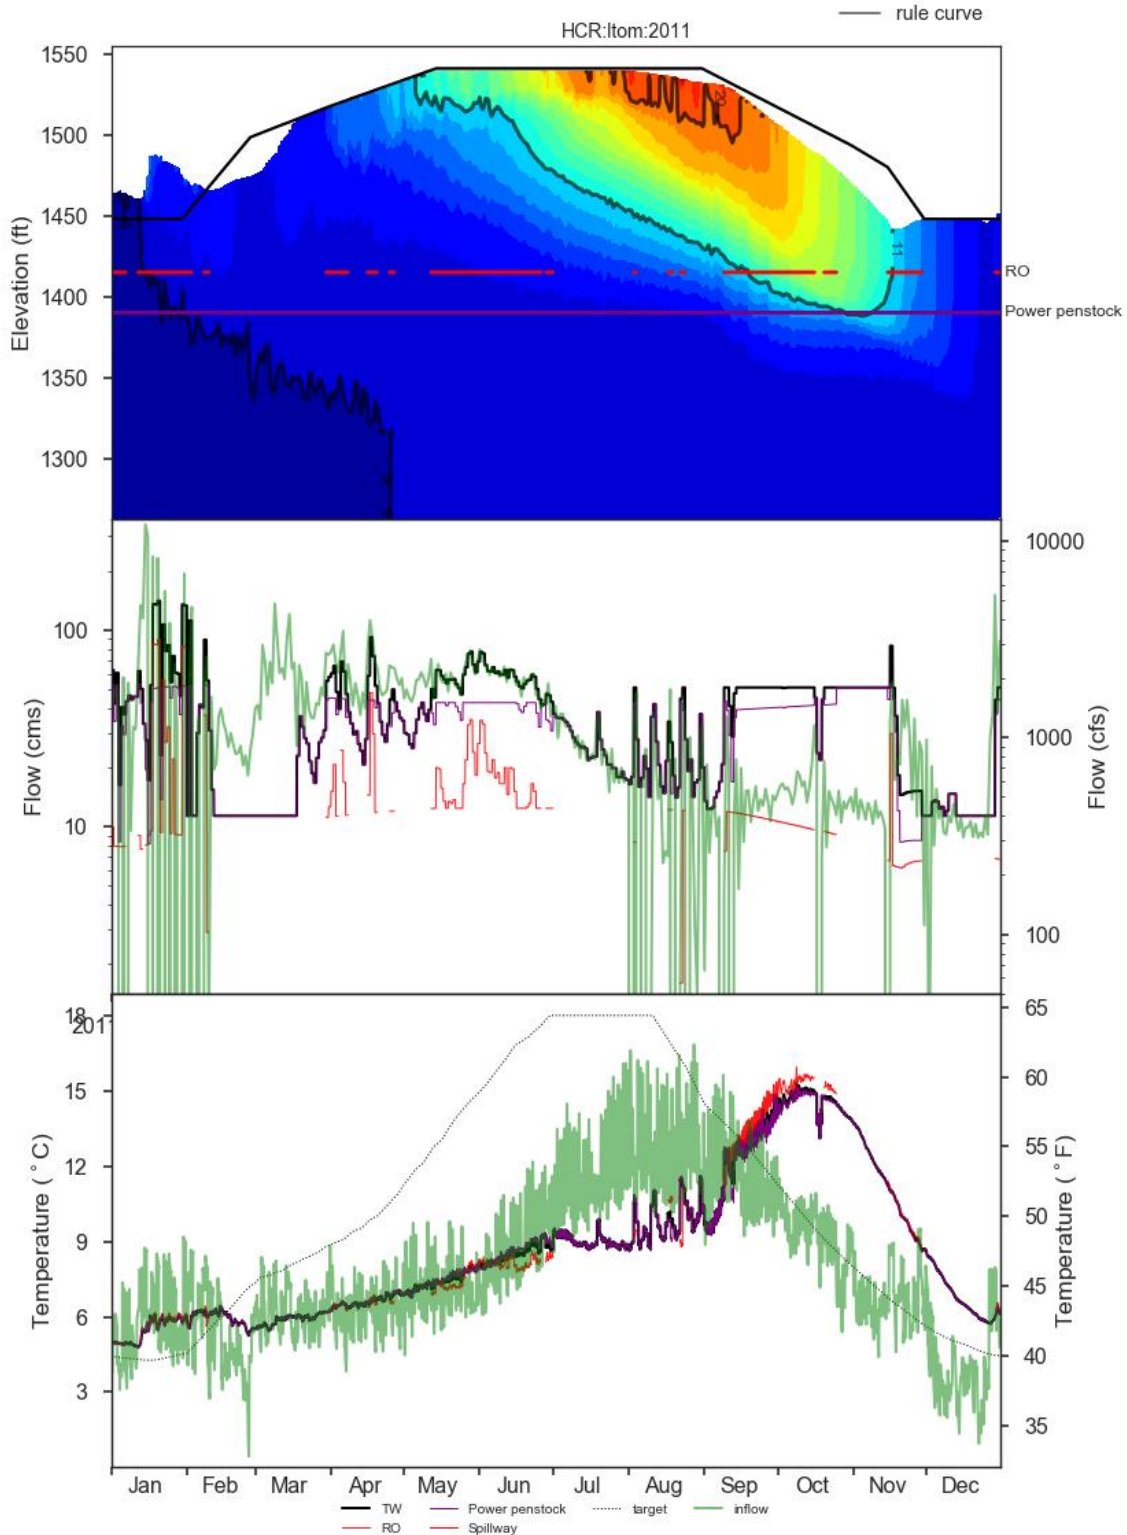 rule curve
HCR:ltom:2011
1550
1500
1450
1400
1350
1300
Elevation (ft)
20
11
RO
Power penstock
100
10
Flow (cms)
10000
1000
100
Flow (cfs)
18
201
15
12
9
6
3
Temperature (°C)
65
60
55
50
45
40
35
Temperature (°F)
Jan Feb Mar Apr May Jun Jul Aug Sep Oct Nov Dec
TW Power penstock target inflow
RO Spillway